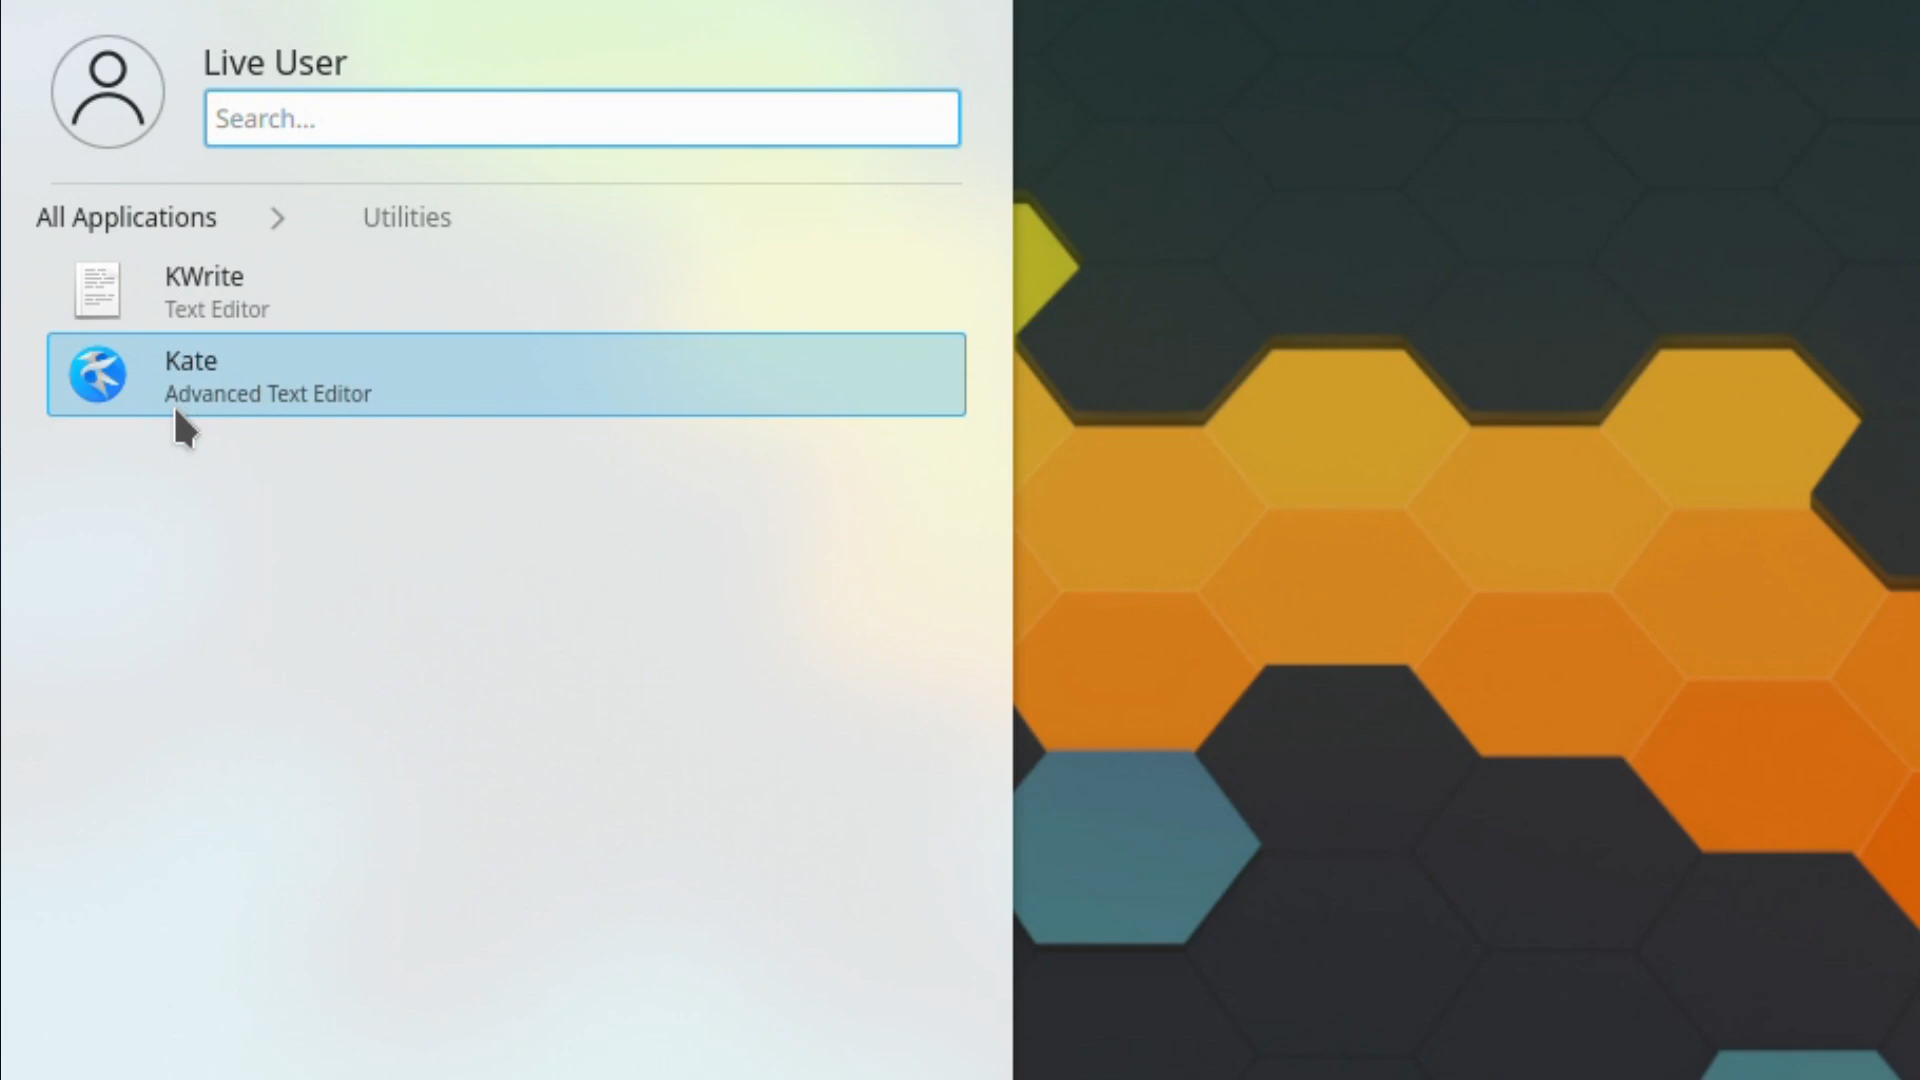 Live User
Search...
All Applications > Utilities
KWrite
Text Editor
Kate
Advanced Text Editor